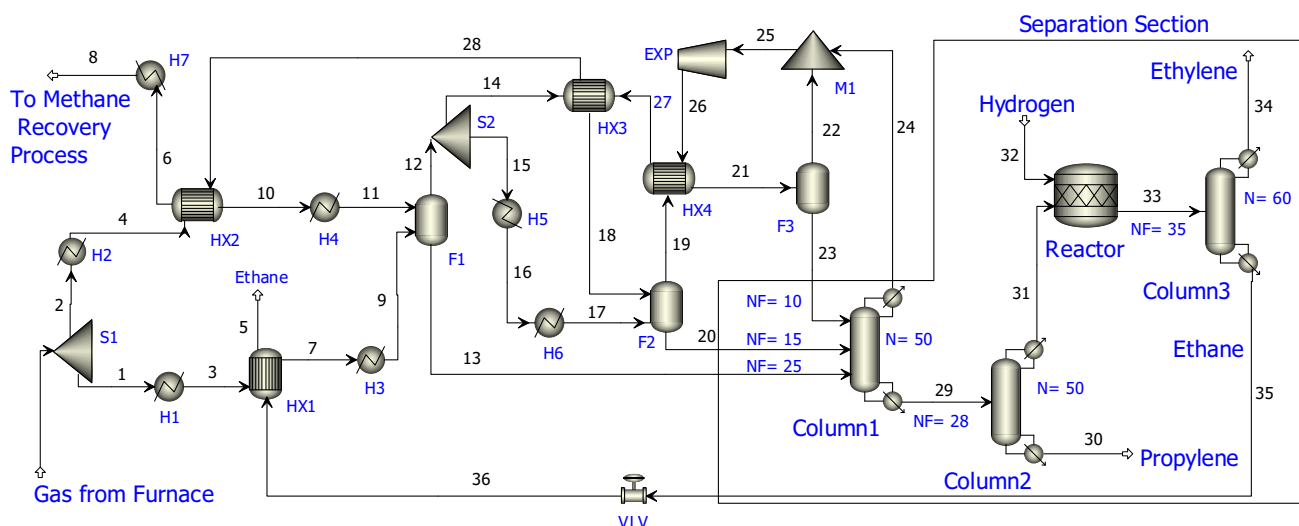 Separation Section
8
H7
To Methane
Recovery
Process
6
28
14
S2
HX3
27
25
EXP
26
M1
24
22
Ethylene
34
Hydrogen
32
N= 60
4
10
11
12
15
HX2
H4
HX4
21
F3
33
NF= 35
Reactor
Column3
H2
2
Ethane
9
F1
H5
16
18
19
23
31
S1
5
7
17
H6
F2
20
NF= 10
NF= 15
NF= 25
N= 50
13
1
3
H1
HX1
H3
29
NF= 28
N= 50
Ethane
35
Column1
30
Propylene
Column2
Gas from Furnace
36
VLV